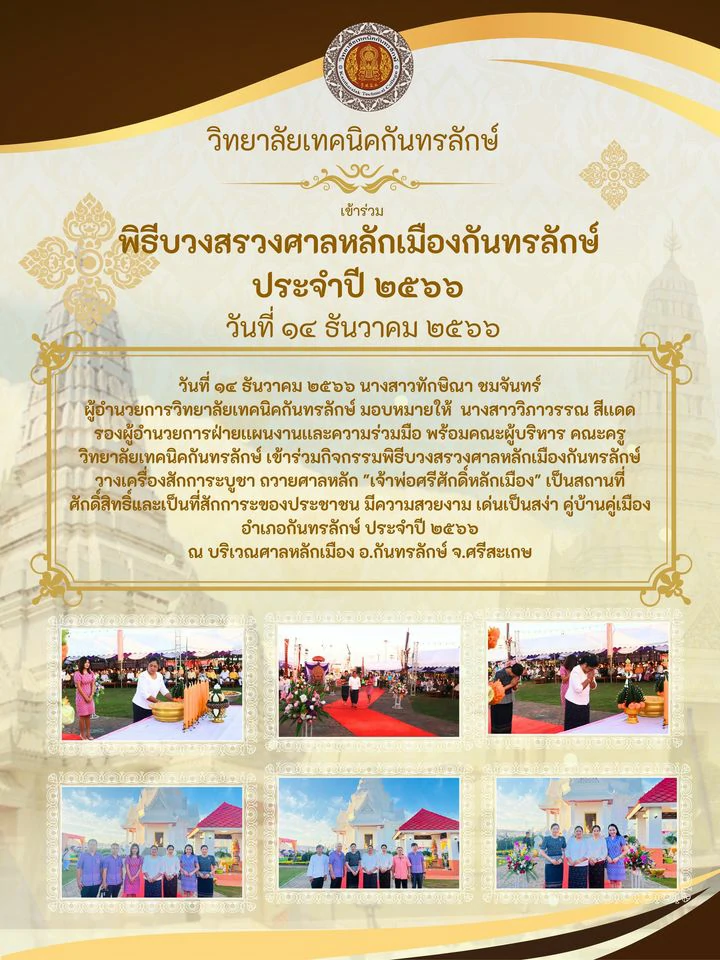 วิทยาลัยเทคนิคกันทรลักษ์
เข้าร่วม
พิธีบวงสรวงศาลหลักเมืองกันทรลักษ์
ประจำปี ๒๕๖๖
วันที่ ๑๔ ธันวาคม ๒๕๖๖
วันที่ ๑๔ ธันวาคม ๒๕๖๖ นางสาวทักษิณา ชมจันทร์
ผู้อำนวยการวิทยาลัยเทคนิคกันทรลักษ์ มอบหมายให้ นางสาววิภาวรรณ สีแดด
รองผู้อำนวยการฝ่ายแผนงานและความร่วมมือ พร้อมคณะผู้บริหาร คณะครู
วิทยาลัยเทคนิคกันทรลักษ์ เข้าร่วมกิจกรรมพิธีบวงสรวงศาลหลักเมืองกันทรลักษ์
วางเครื่องสักการะบูชา ถวายศาลหลัก "เจ้าพ่อศรีศักดิ์หลักเมือง" เป็นสถานที่
ศักดิ์สิทธิ์และเป็นที่สักการะของประชาชน มีความสวยงาม เด่นเป็นสง่า คู่บ้านคู่เมือง
อำเภอกันทรลักษ์ ประจำปี ๒๕๖๖
ณ บริเวณศาลหลักเมือง อ.กันทรลักษ์ จ.ศรีสะเกษ